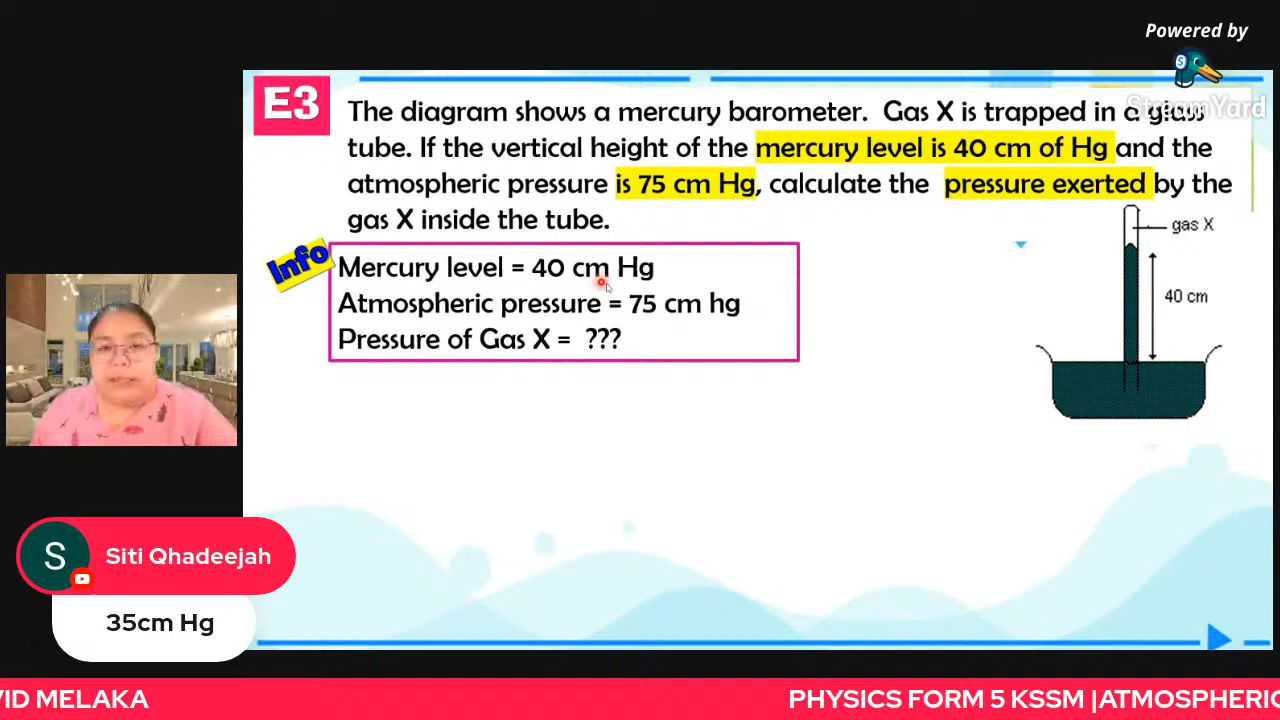 Powered by
StreamYard
E3
The diagram shows a mercury barometer. Gas X is trapped in a glass
tube. If the vertical height of the mercury level is 40 cm of Hg and the
atmospheric pressure is 75 cm Hg, calculate the pressure exerted by the
gas X inside the tube.
gas X
40 cm
Info
Mercury level = 40 cm Hg
Atmospheric pressure = 75 cm hg
Pressure of Gas X = ???
S
S
Siti Qhadeejah
35cm Hg
VID MELAKA
PHYSICS FORM 5 KSSM |ATMOSPHERIC